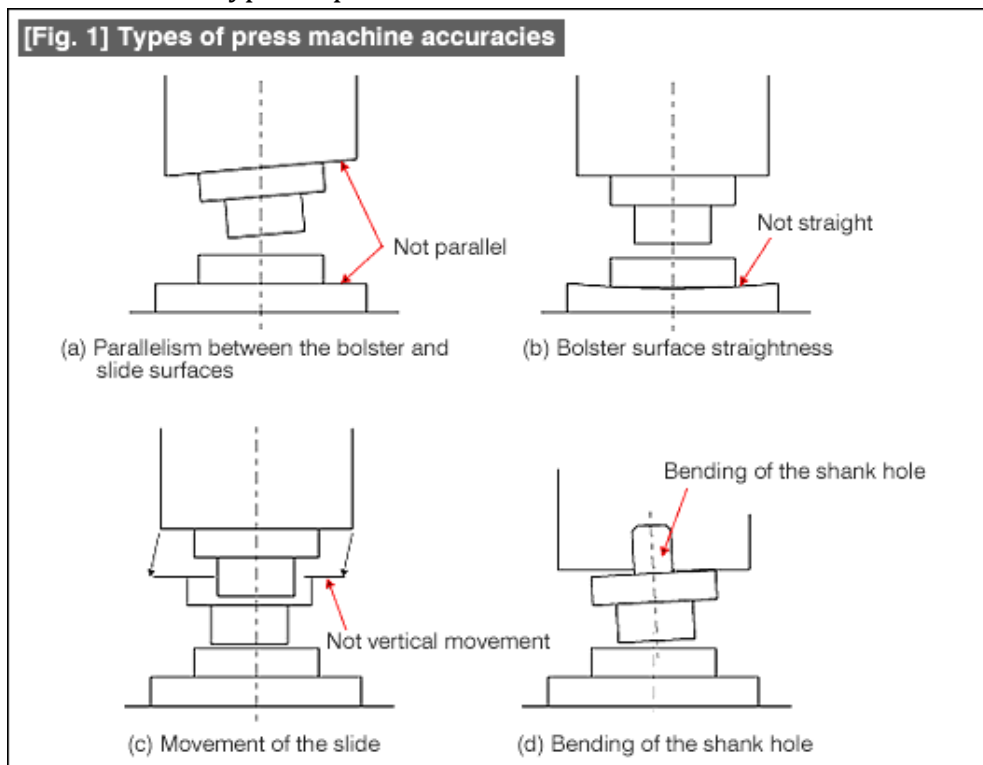 [Fig. 1] Types of press machine accuracies
Not parallel
(a) Parallelism between the bolster and
slide surfaces
Not straight
(b) Bolster surface straightness
Not vertical movement
(c) Movement of the slide
Bending of the shank hole
(d) Bending of the shank hole